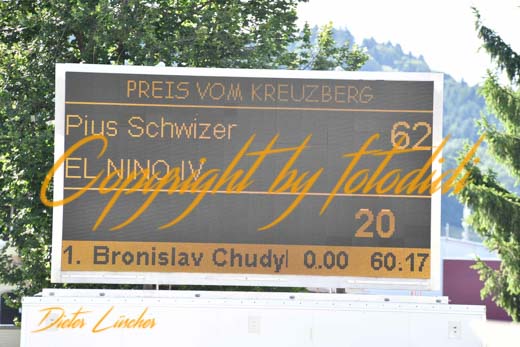 PREIS VOM KREUZBERG
Pius Schwizer 62
EL NINO IV
Copyright by fotodidi
20
1. Bronislav Chudyl 0.00 60.17
Dieter Lüncher